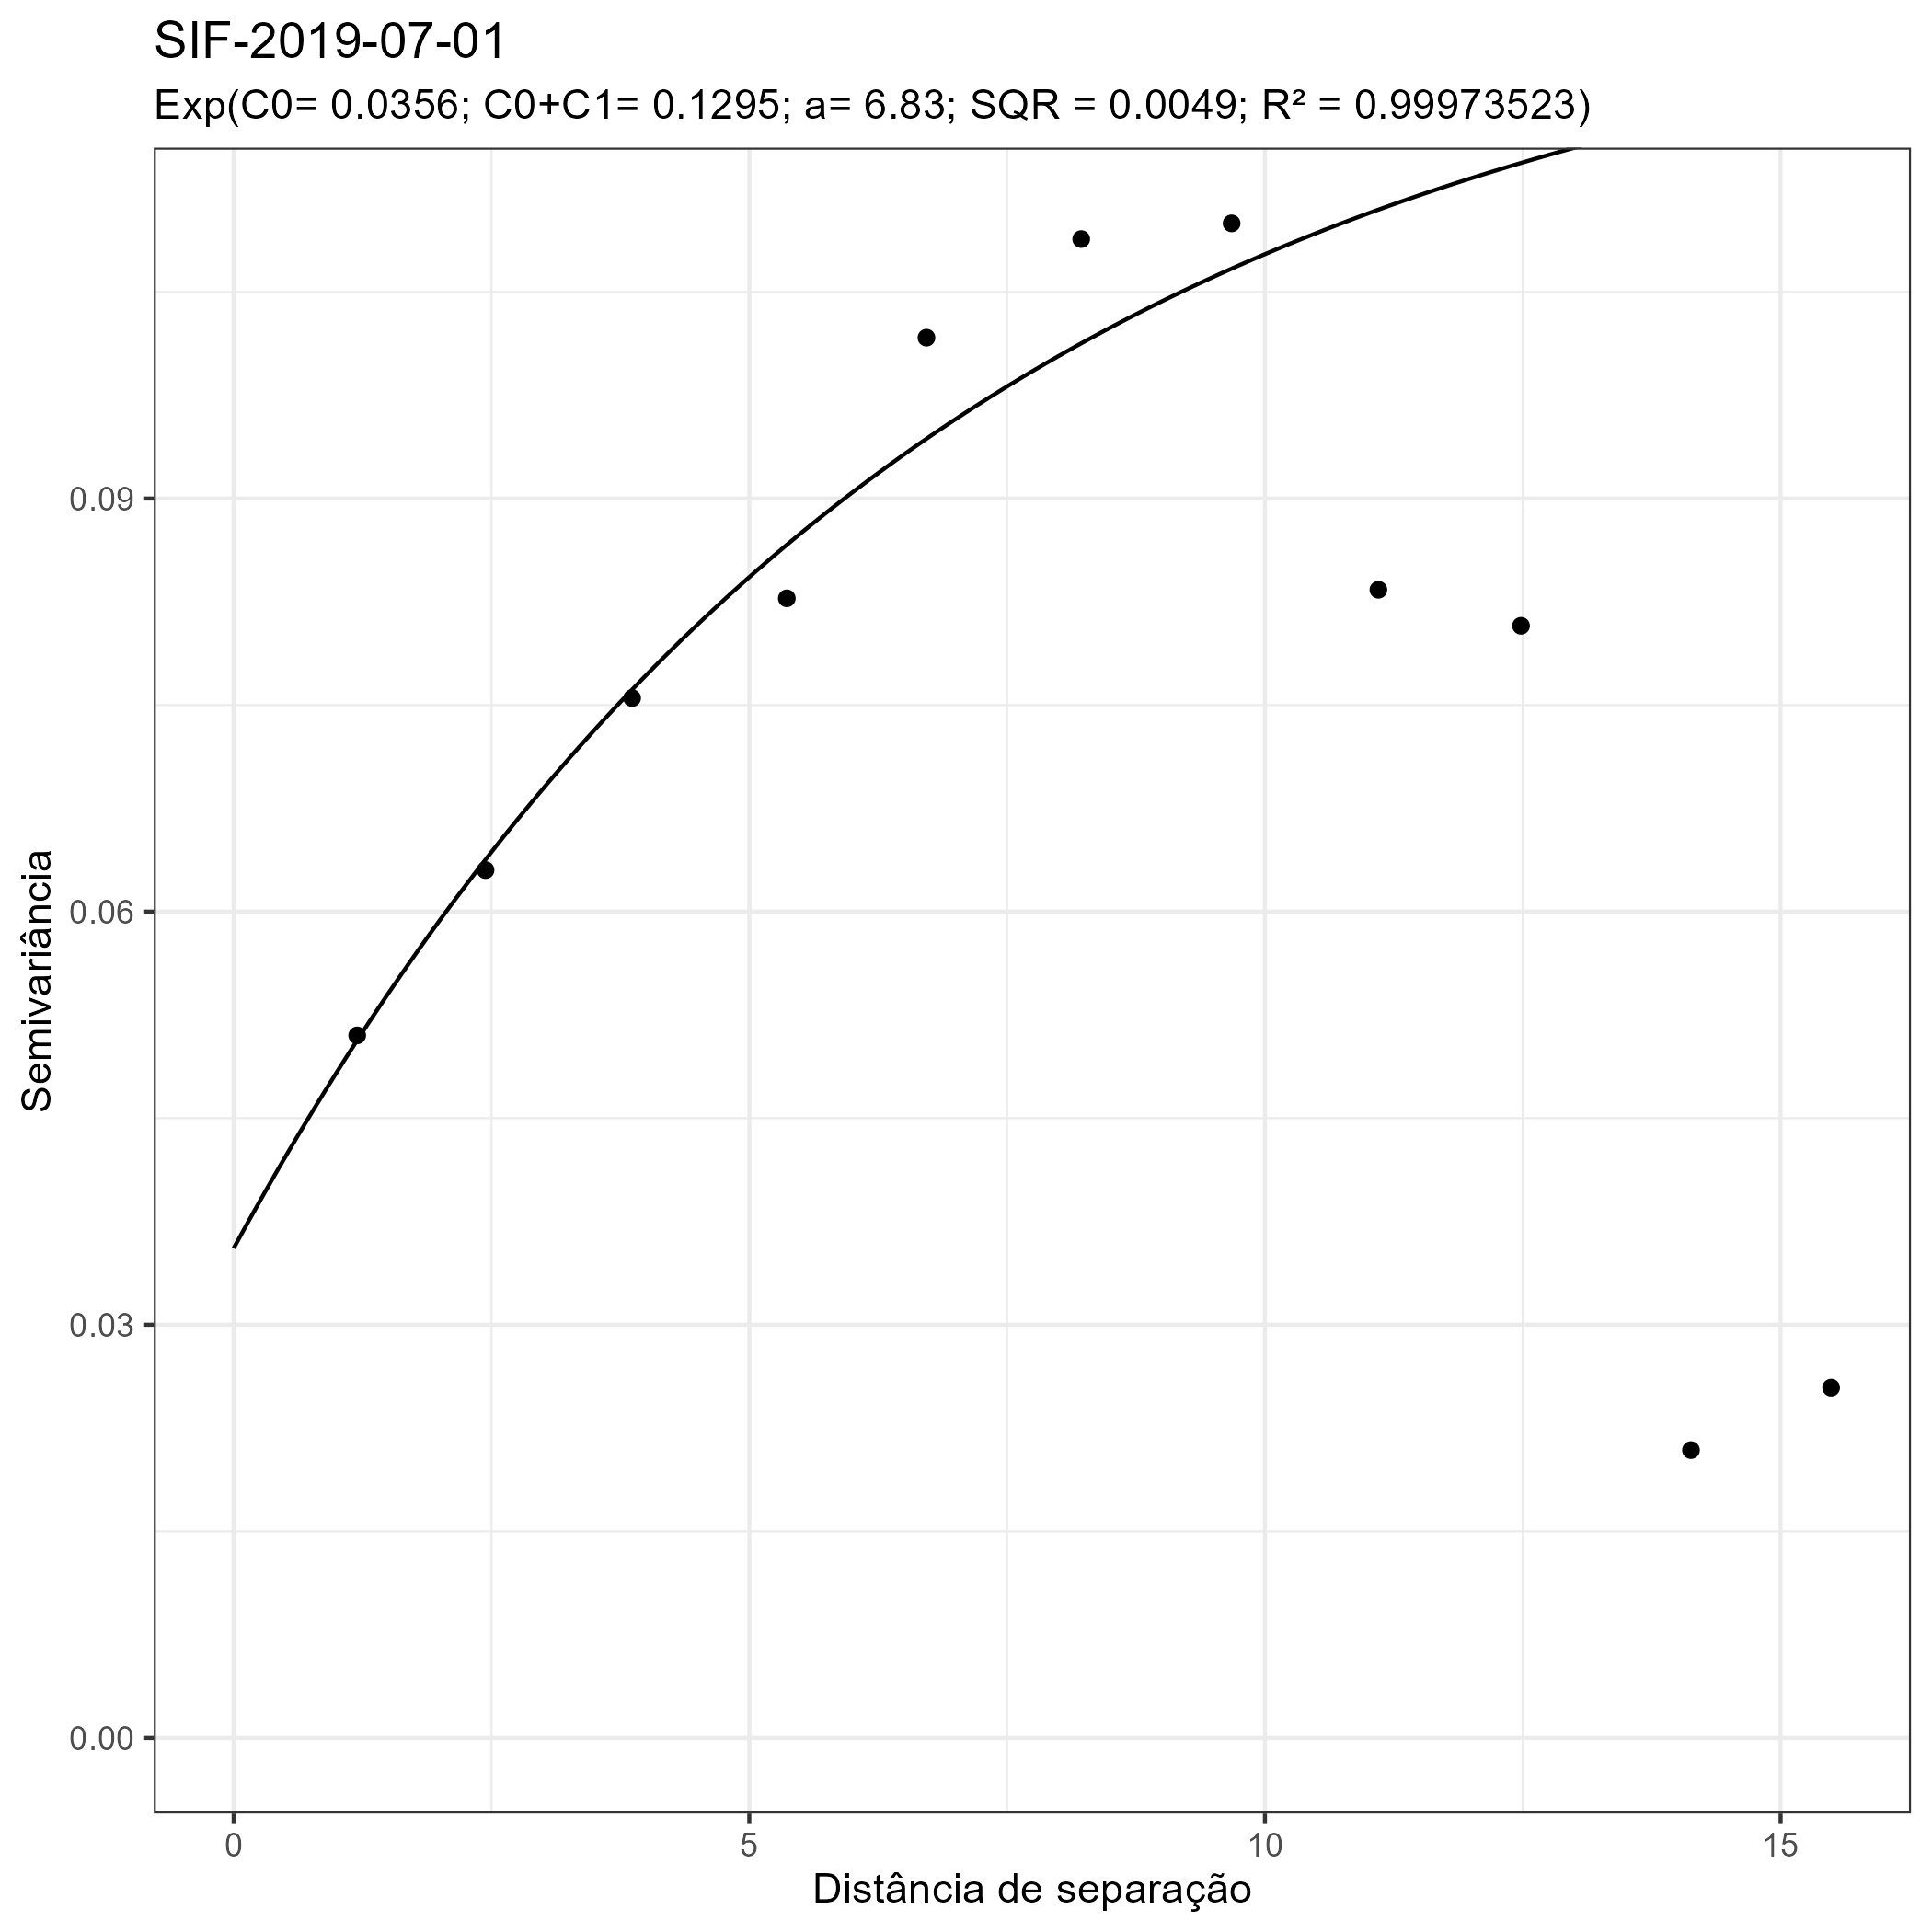 SIF-2019-07-01
Exp(C0= 0.0356; C0+C1= 0.1295; a= 6.83; SQR = 0.0049; R² = 0.99973523)
Semivariância
0.09
0.06
0.03
0.00
0 5 10 15
Distância de separação